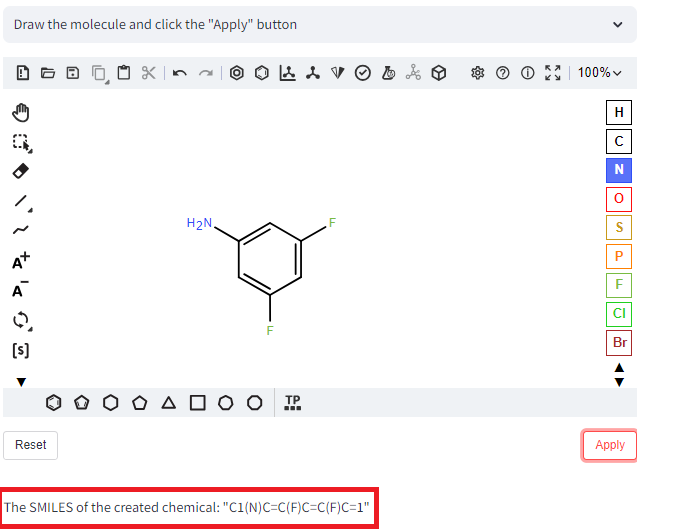 Draw the molecule and click the "Apply" button
100%
H
C
N
O
S
P
F
Cl
Br
A+
A-
[s]
H2N
F
F
TP
Reset
Apply
The SMILES of the created chemical: "C1(N)C=C(F)C=C(F)C=1"